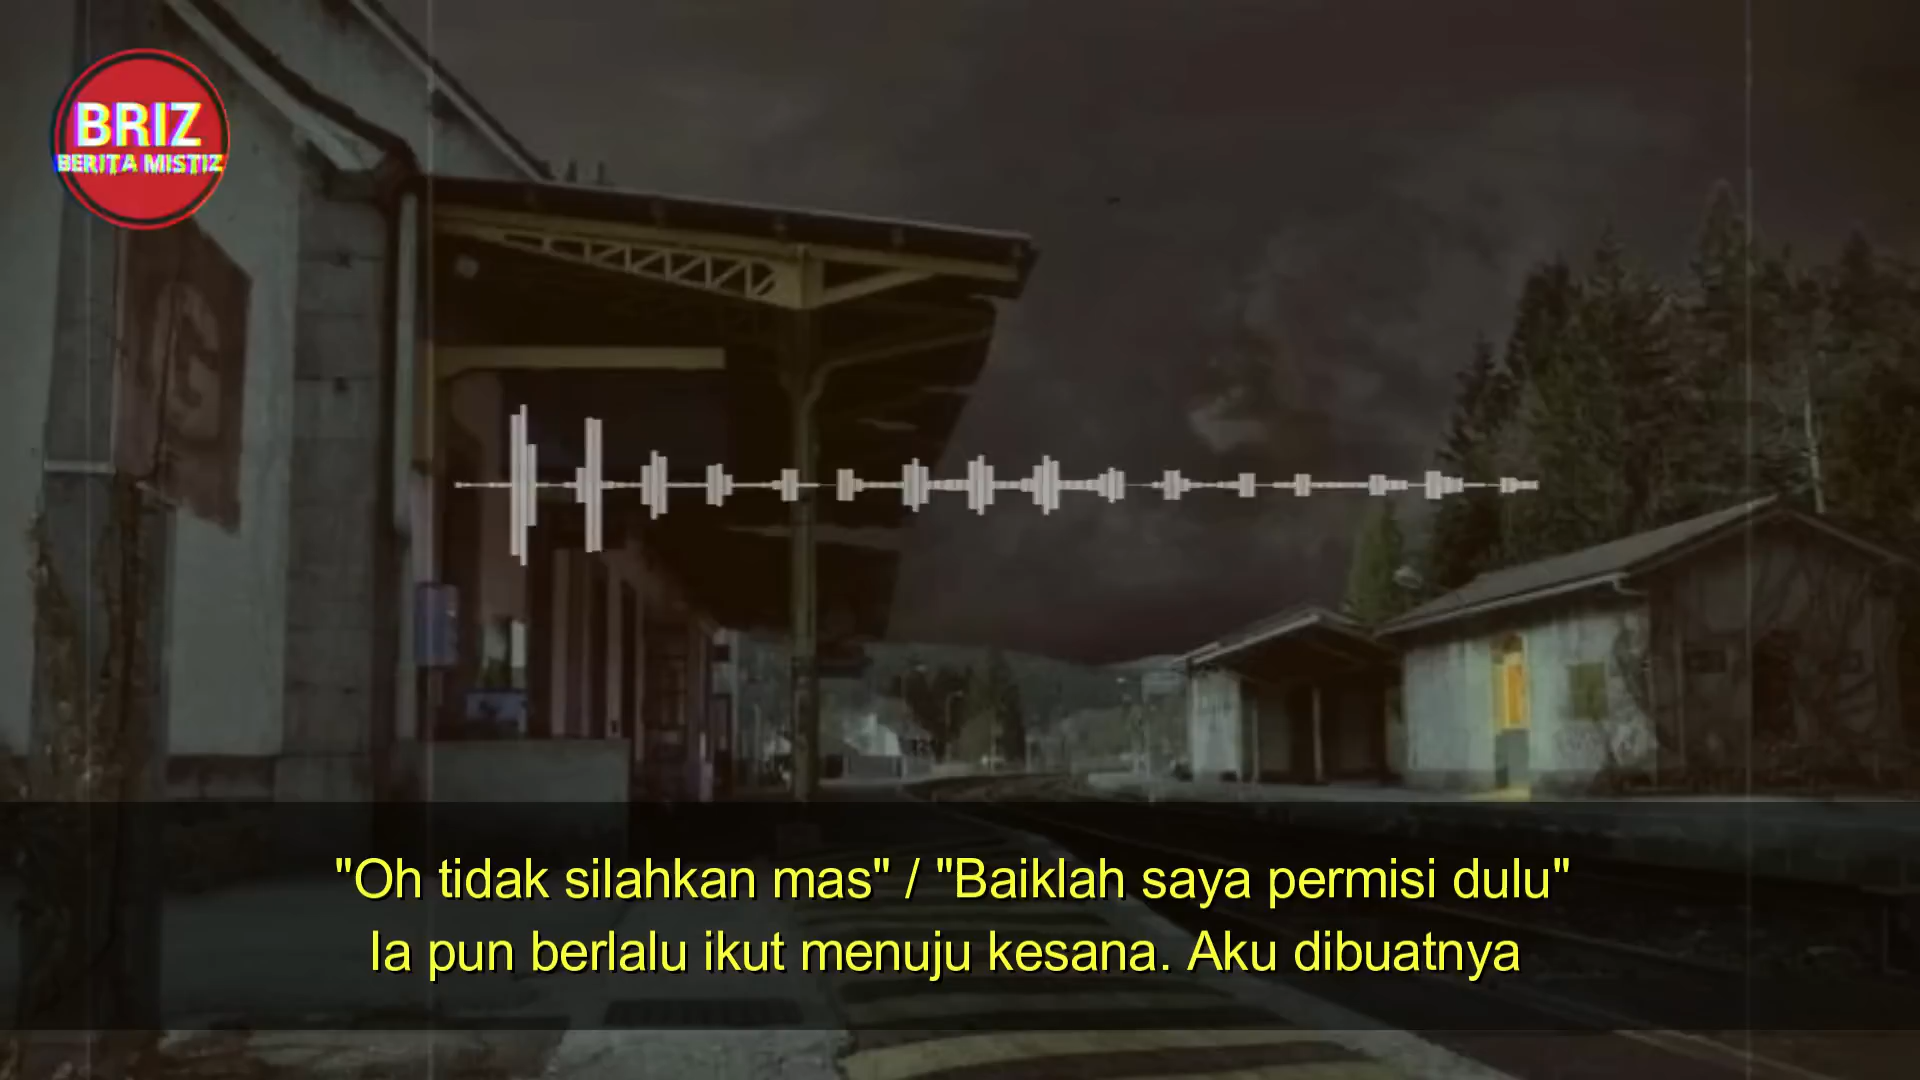 BRIZ
BERITA MISTIZ
"Oh tidak silahkan mas" / "Baiklah saya permisi dulu"
Ia pun berlalu ikut menuju kesana. Aku dibuatnya